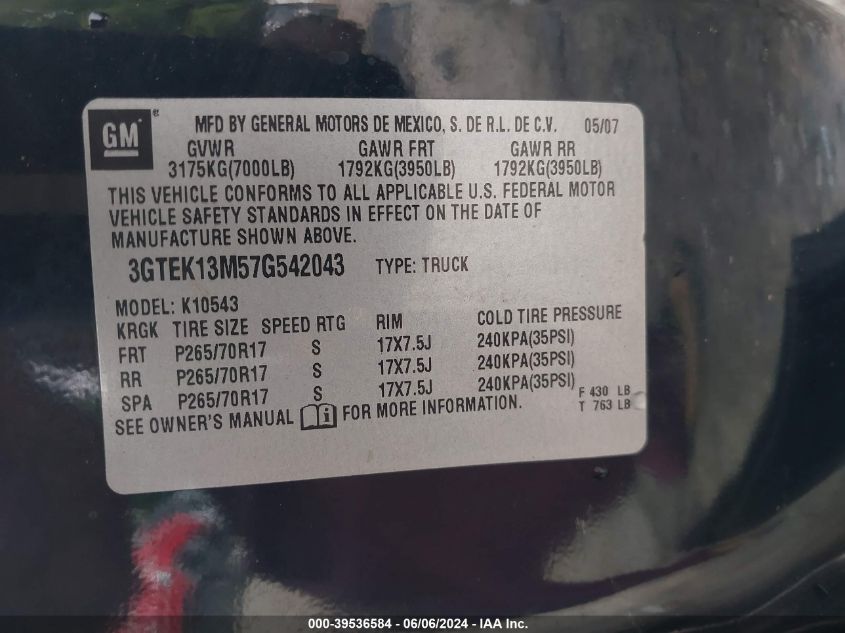 GM ®
MFD BY GENERAL MOTORS DE MEXICO, S. DE R.L. DE C.V. 05/07
GVWR GAWR FRT GAWR RR
3175KG(7000LB) 1792KG(3950LB) 1792KG(3950LB)
THIS VEHICLE CONFORMS TO ALL APPLICABLE U.S. FEDERAL MOTOR
VEHICLE SAFETY STANDARDS IN EFFECT ON THE DATE OF
MANUFACTURE SHOWN ABOVE.
3GTEK13M57G542043 TYPE: TRUCK
MODEL: K10543
KRGK TIRE SIZE SPEED RTG RIM COLD TIRE PRESSURE
FRT P265/70R17 S 17X7.5J 240KPA(35PSI)
RR P265/70R17 S 17X7.5J 240KPA(35PSI)
SPA P265/70R17 S 17X7.5J 240KPA(35PSI)
F 430 LB
T 763 LB
SEE OWNER'S MANUAL i FOR MORE INFORMATION.
000-39536584 - 06/06/2024 - IAA Inc.